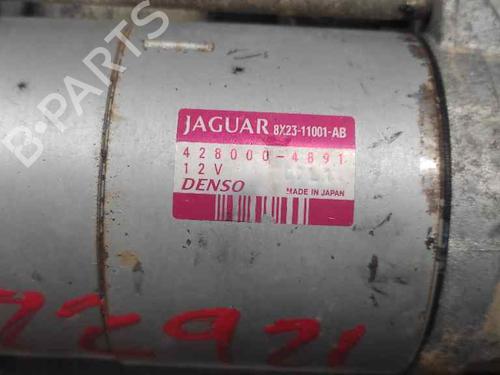 B-PARTS
JAGUAR 8X23-11001-AB
428000-4891
12V
DENSO MADE IN JAPAN